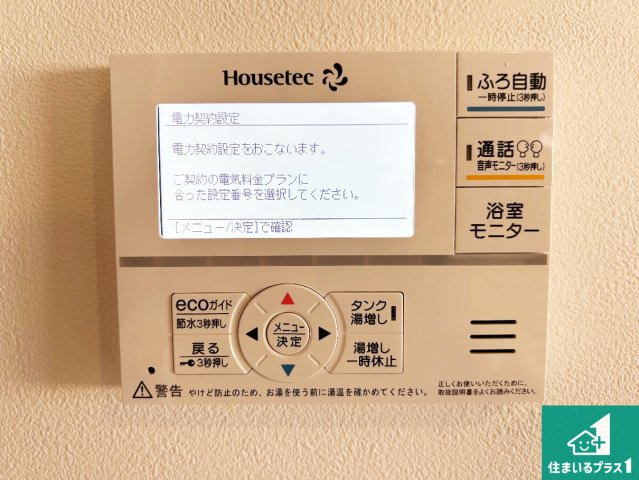 Housetec
電力契約設定
電力契約設定をおこないます。
ご契約の電気料金プランに
合った設定番号を選択してください。
[メニュー/決定]で確認
ふろ自動
一時停止(3秒押し)
通話
音声モニター(3秒押し)
浴室
モニター
ecoガイド
節水3秒押し
戻る
3秒押し
メニュー
決定
タンク
湯増し
湯増し
一時休止
警告 やけど防止のため、お湯を使う前に湯温を確かめてください。
正しくお使いいただくために、
取扱説明書をよくお読みください。
住まいるプラス1